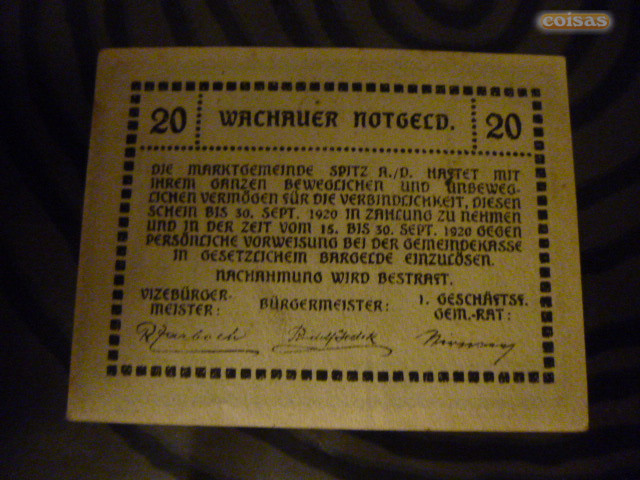 coisas
20 WACHAUER NOTGELD. 20
DIE MARKTGEMEINDE SPITZ A./D. HAFTET MIT
IHREM GANZEN BEWEGLICHEN UND UNBEWEG-
LICHEN VERMÖGEN FÜR DIE VERBINDLICHKEIT, DIESEN
SCHEIN BIS 30. SEPT. 1920 IN ZAHLUNG ZU NEHMEN
UND IN DER ZEIT VOM 15. BIS 30. SEPT. 1920 GEGEN
PERSÖNLICHE VORWEISUNG BEI DER GEMEINDEKASSE
IN GESETZLICHEM BARGELDE EINZULÖSEN.
NACHAHMUNG WIRD BESTRAFT.
VIZEBÜRGER-
MEISTER:
BÜRGERMEISTER:
1. GESCHÄFTSF.
GEM.-RAT: